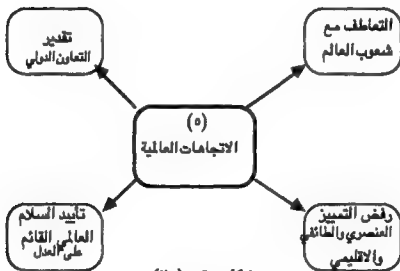 التعاطف مع
شعوب العالم
تقدير
التعاون الدولي
(٥)
الاتجاهات العالمية
رفض التمييز
العنصري والطائفي
والاقليمي
تأييد السلام
العالمي القائم
على العدل